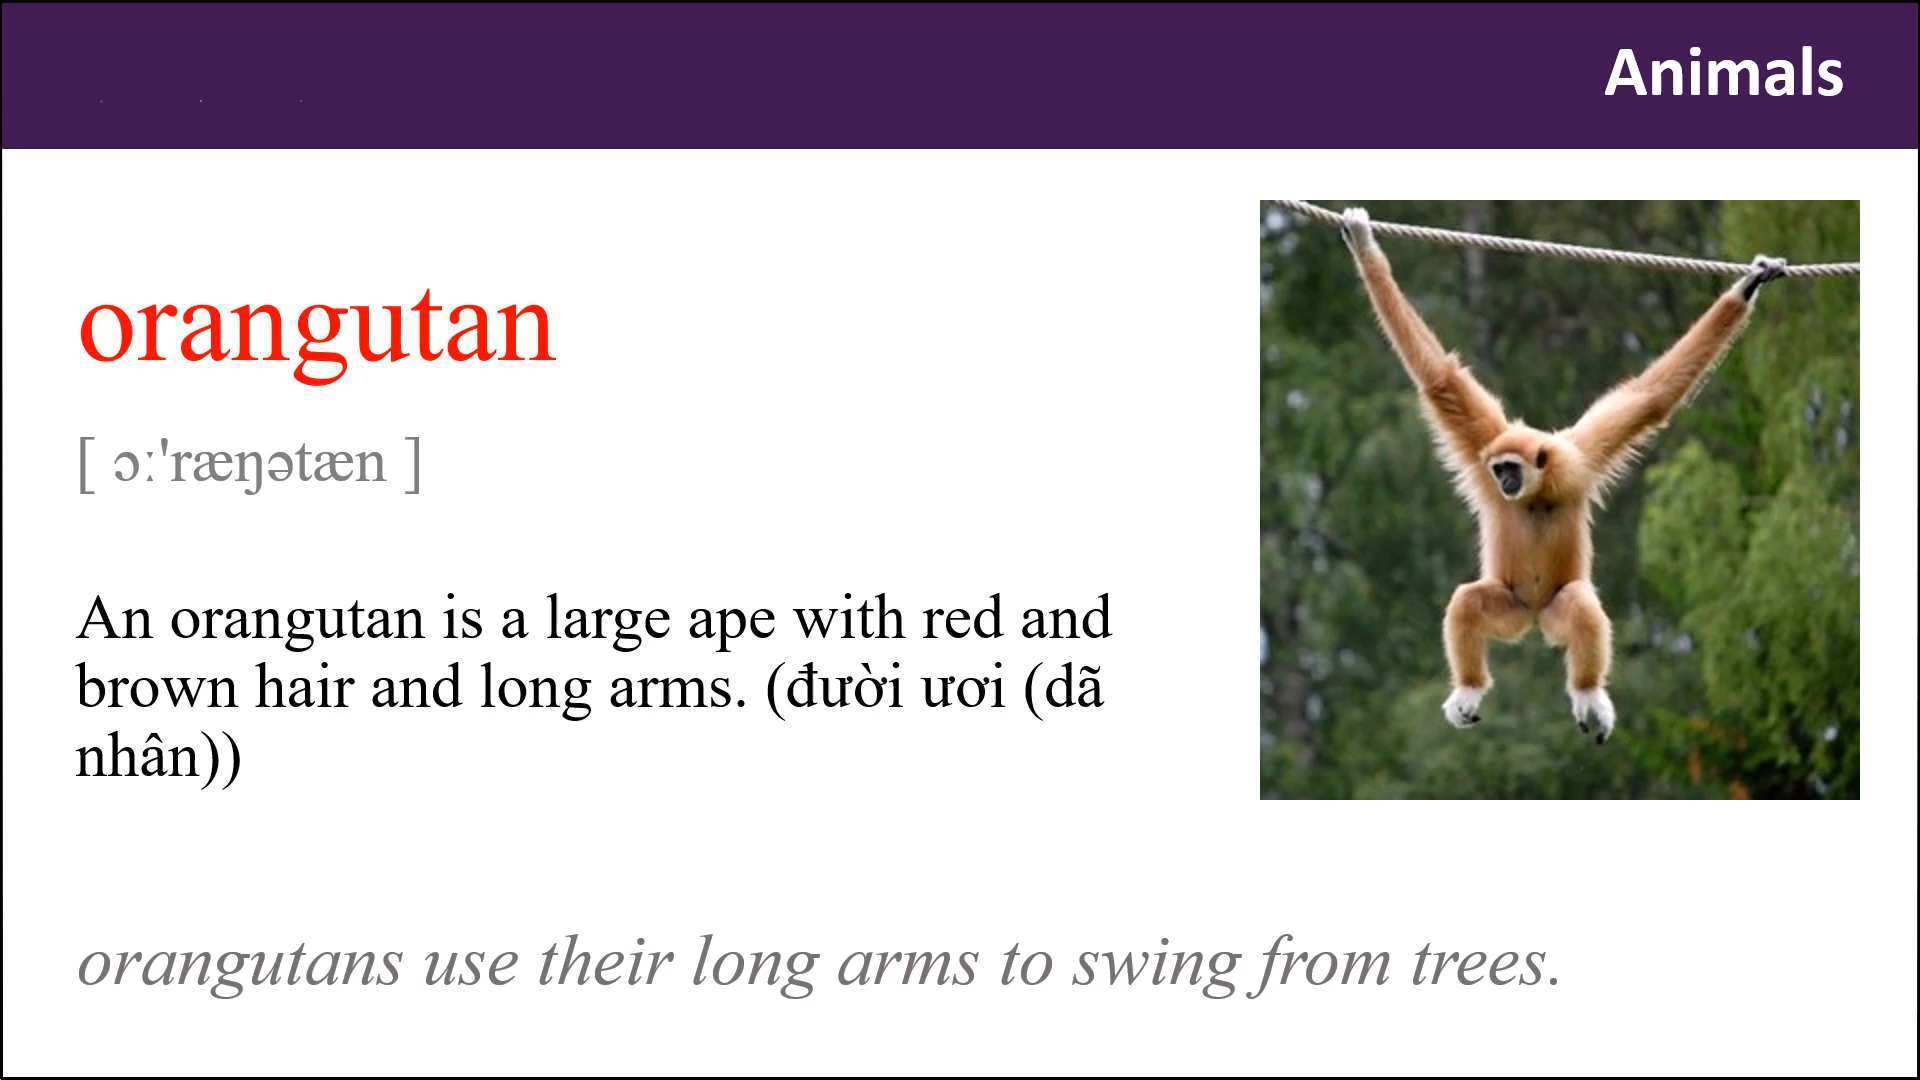 Animals
orangutan
[ ɔː'ræŋətæn ]
An orangutan is a large ape with red and
brown hair and long arms. (đười ươi (dã
nhân))
orangutans use their long arms to swing from trees.